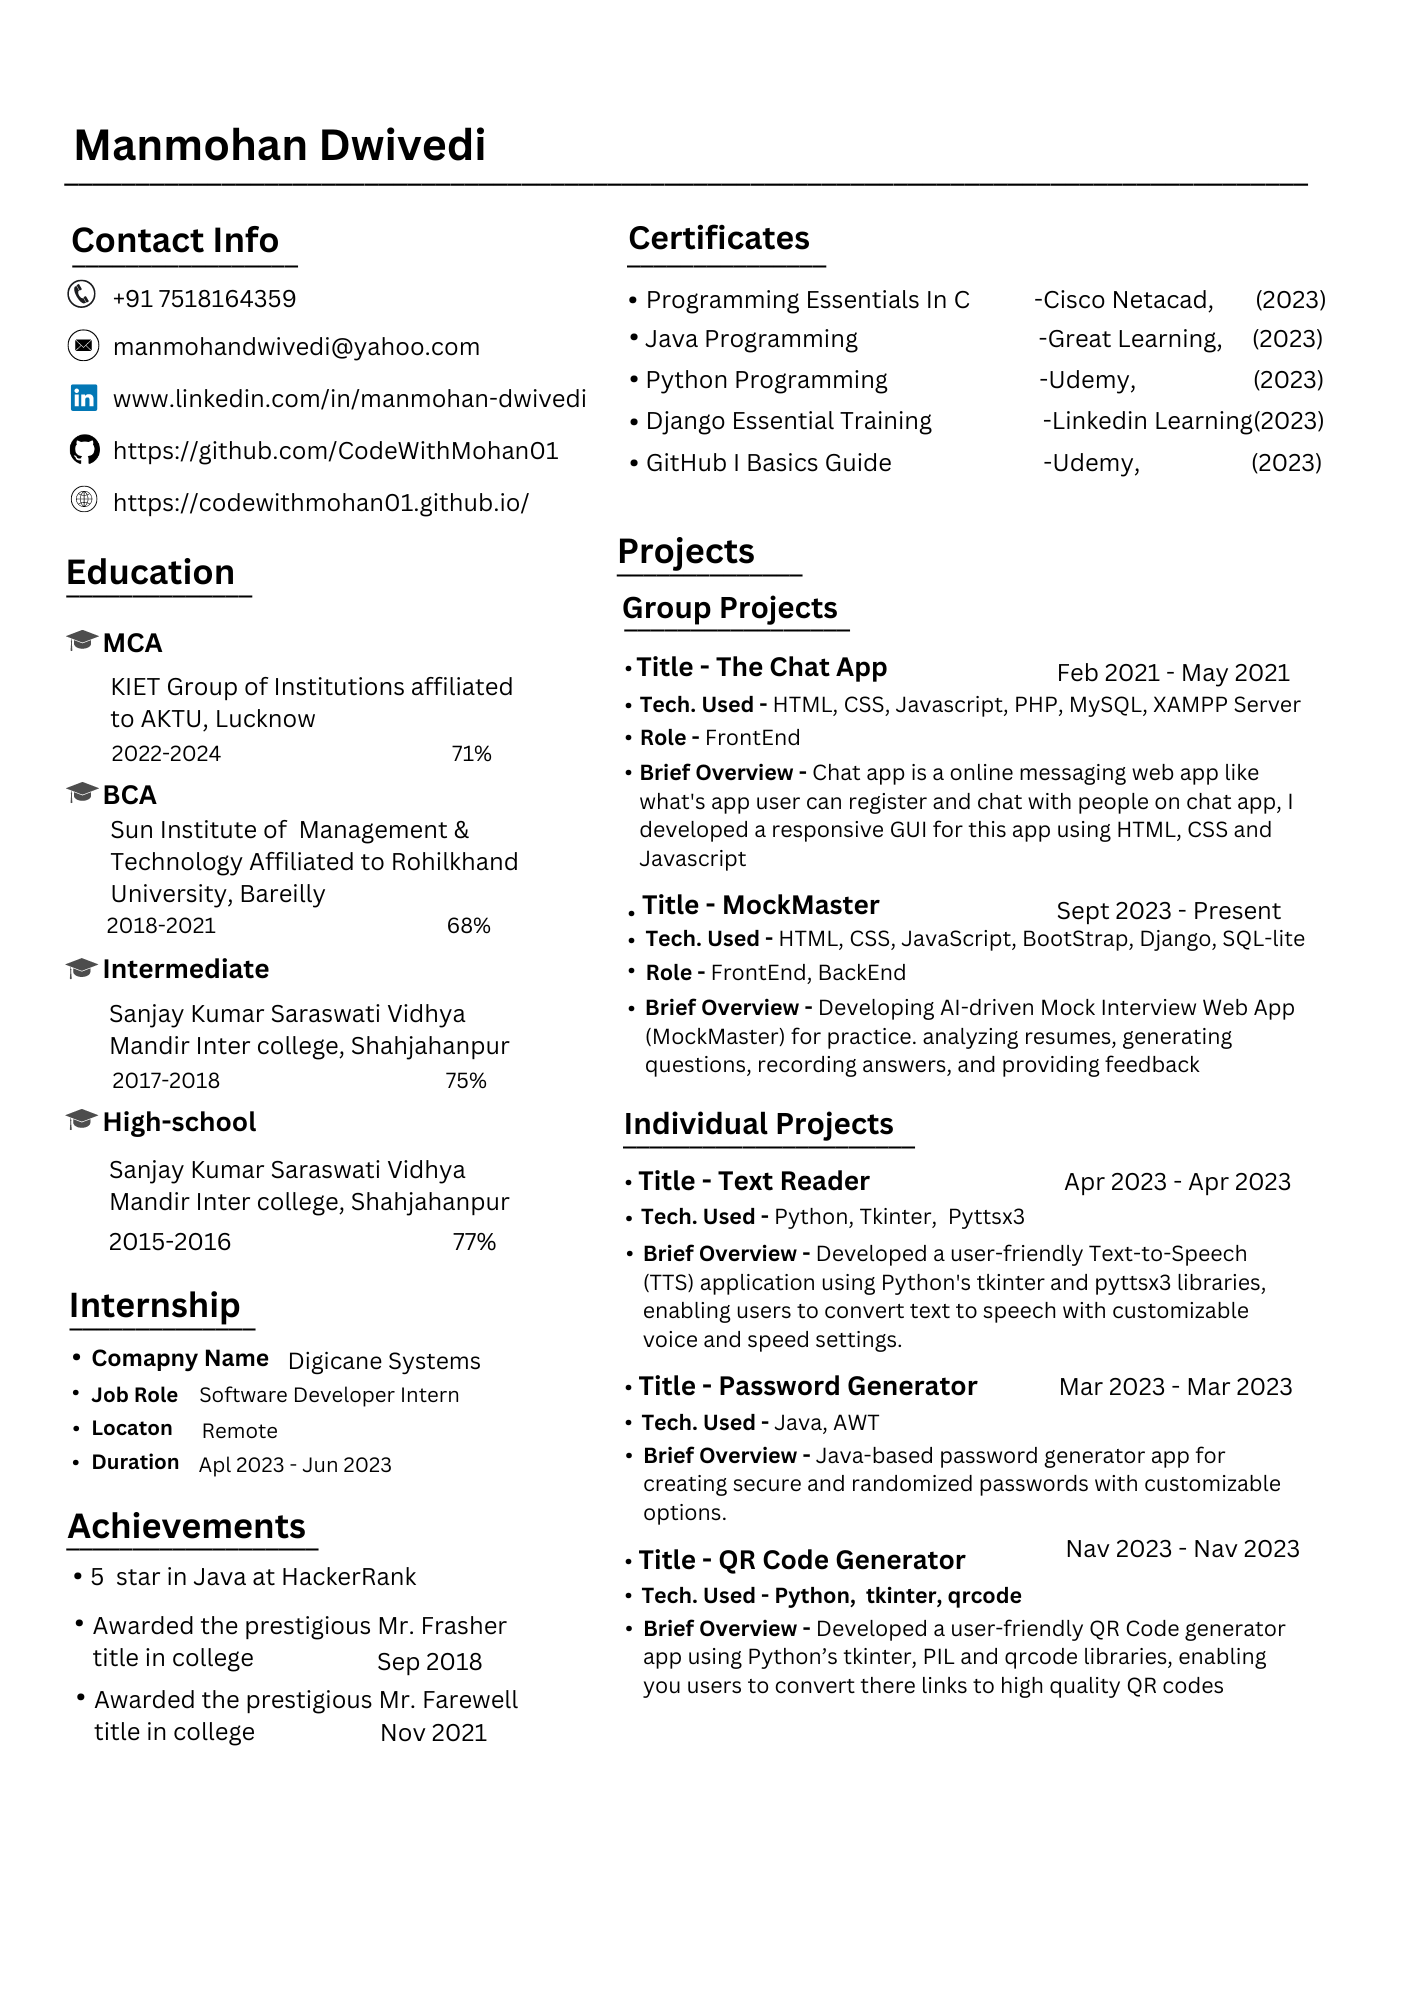 Manmohan Dwivedi
Contact Info
+91 7518164359
manmohandwivedi@yahoo.com
www.linkedin.com/in/manmohan-dwivedi
https://github.com/CodeWithMohan01
https://codewithmohan01.github.io/
Education
MCA
KIET Group of Institutions affiliated
to AKTU, Lucknow
2022-2024 71%
BCA
Sun Institute of Management &
Technology Affiliated to Rohilkhand
University, Bareilly
2018-2021 68%
Intermediate
Sanjay Kumar Saraswati Vidhya
Mandir Inter college, Shahjahanpur
2017-2018 75%
High-school
Sanjay Kumar Saraswati Vidhya
Mandir Inter college, Shahjahanpur
2015-2016 77%
Internship
• Comapny Name Digicane Systems
• Job Role Software Developer Intern
• Locaton Remote
• Duration Apl 2023 - Jun 2023
Achievements
• 5 star in Java at HackerRank
• Awarded the prestigious Mr. Frasher
title in college Sep 2018
• Awarded the prestigious Mr. Farewell
title in college Nov 2021
Certificates
• Programming Essentials In C -Cisco Netacad, (2023)
• Java Programming -Great Learning, (2023)
• Python Programming -Udemy, (2023)
• Django Essential Training -Linkedin Learning(2023)
• GitHub I Basics Guide -Udemy, (2023)
Projects
Group Projects
• Title - The Chat App Feb 2021 - May 2021
• Tech. Used - HTML, CSS, Javascript, PHP, MySQL, XAMPP Server
• Role - FrontEnd
• Brief Overview - Chat app is a online messaging web app like
what's app user can register and chat with people on chat app, I
developed a responsive GUI for this app using HTML, CSS and
Javascript
• Title - MockMaster Sept 2023 - Present
• Tech. Used - HTML, CSS, JavaScript, BootStrap, Django, SQL-lite
• Role - FrontEnd, BackEnd
• Brief Overview - Developing AI-driven Mock Interview Web App
(MockMaster) for practice. analyzing resumes, generating
questions, recording answers, and providing feedback
Individual Projects
• Title - Text Reader Apr 2023 - Apr 2023
• Tech. Used - Python, Tkinter, Pyttsx3
• Brief Overview - Developed a user-friendly Text-to-Speech
(TTS) application using Python's tkinter and pyttsx3 libraries,
enabling users to convert text to speech with customizable
voice and speed settings.
• Title - Password Generator Mar 2023 - Mar 2023
• Tech. Used - Java, AWT
• Brief Overview - Java-based password generator app for
creating secure and randomized passwords with customizable
options.
• Title - QR Code Generator Nav 2023 - Nav 2023
• Tech. Used - Python, tkinter, qrcode
• Brief Overview - Developed a user-friendly QR Code generator
app using Python’s tkinter, PIL and qrcode libraries, enabling
you users to convert there links to high quality QR codes